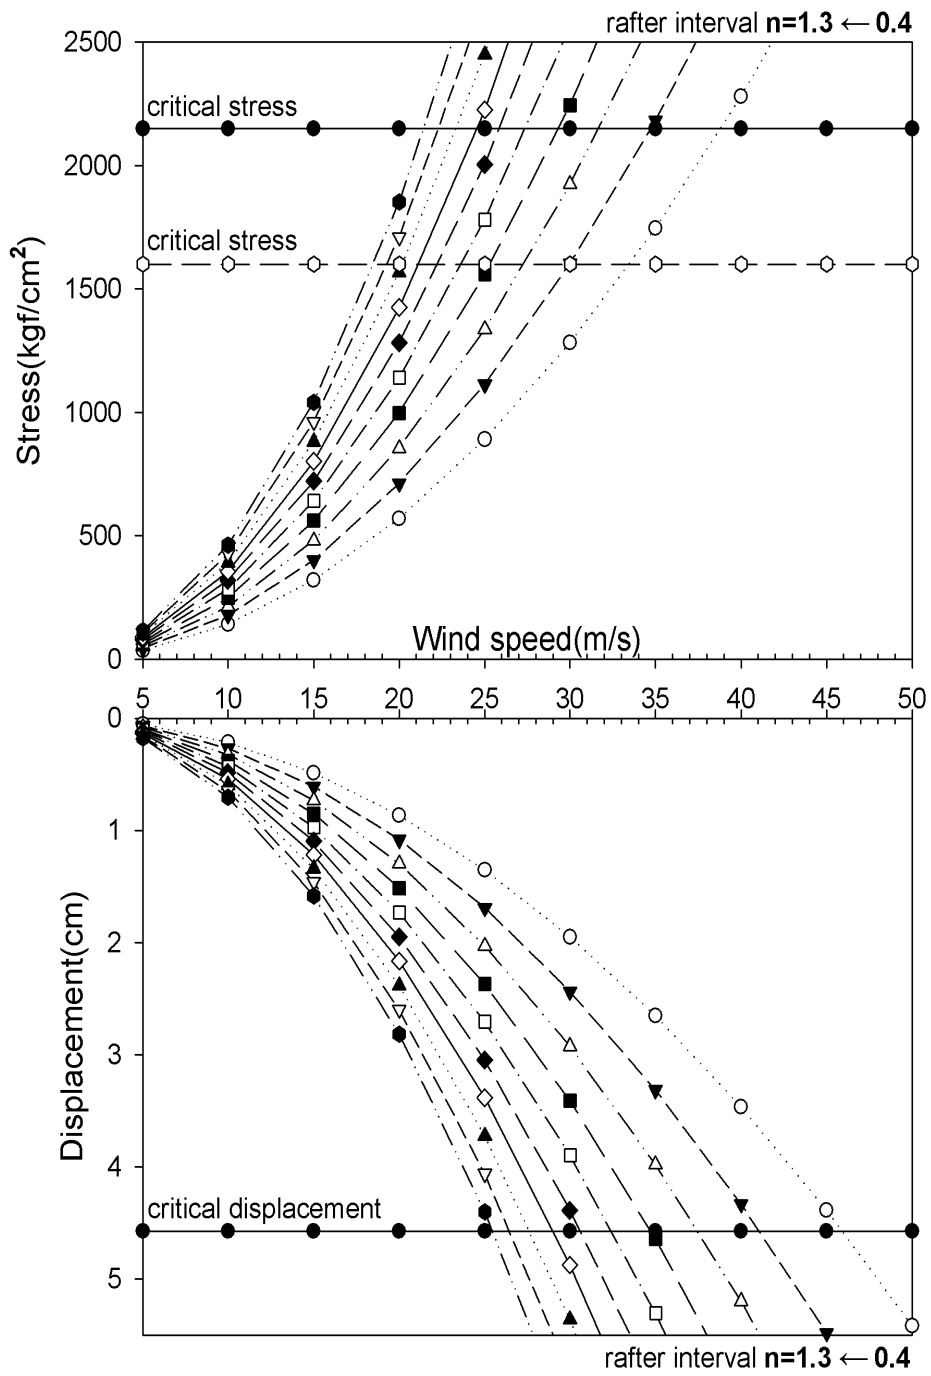 rafter interval n=1.3 ← 0.4
2500
critical stress
2000
critical stress
1500
Stress(kgf/cm²)
1000
500
Wind speed(m/s)
0
5 10 15 20 25 30 35 40 45 50
0
1
2
Displacement(cm)
3
4
critical displacement
5
rafter interval n=1.3 ← 0.4